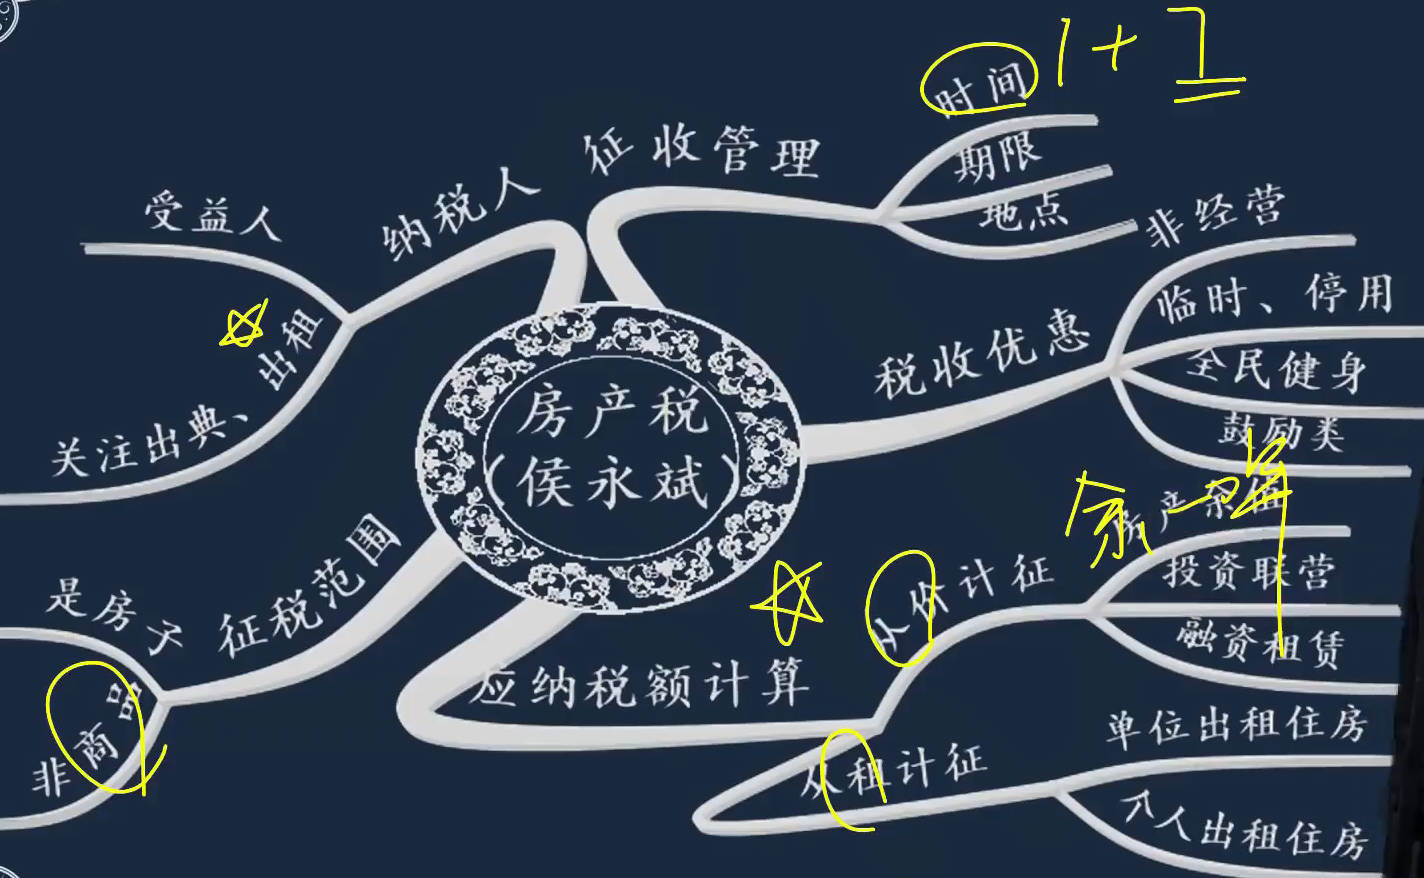 房产税
(侯永斌)
纳税人
受益人
关注出典、出租
征收管理
时间
1+7
期限
地点
税收优惠
非经营
临时、停用
全民健身
鼓励类
征税范围
是房子
非商品
应纳税额计算
从价计征
房产余值
余
投资联营
融资租赁
从租计征
单位出租住房
个人出租住房